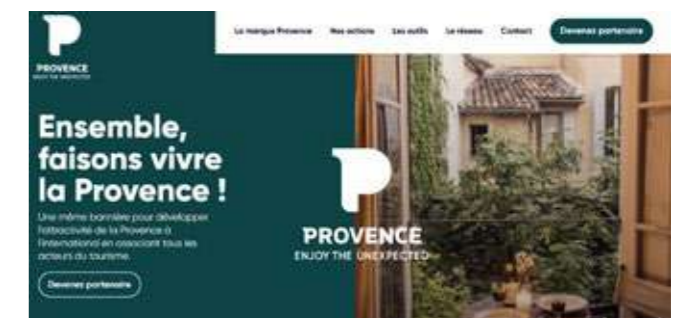 PROVENCE
ENJOY THE UNEXPECTED
La marque Provence Nos actions Les outils Le réseau Contact Devenez partenaire
Ensemble,
faisons vivre
la Provence !
Une même bannière pour développer
l'attractivité de la Provence à
l'international en associant tous les
acteurs du tourisme.
Devenez partenaire
PROVENCE
ENJOY THE UNEXPECTED